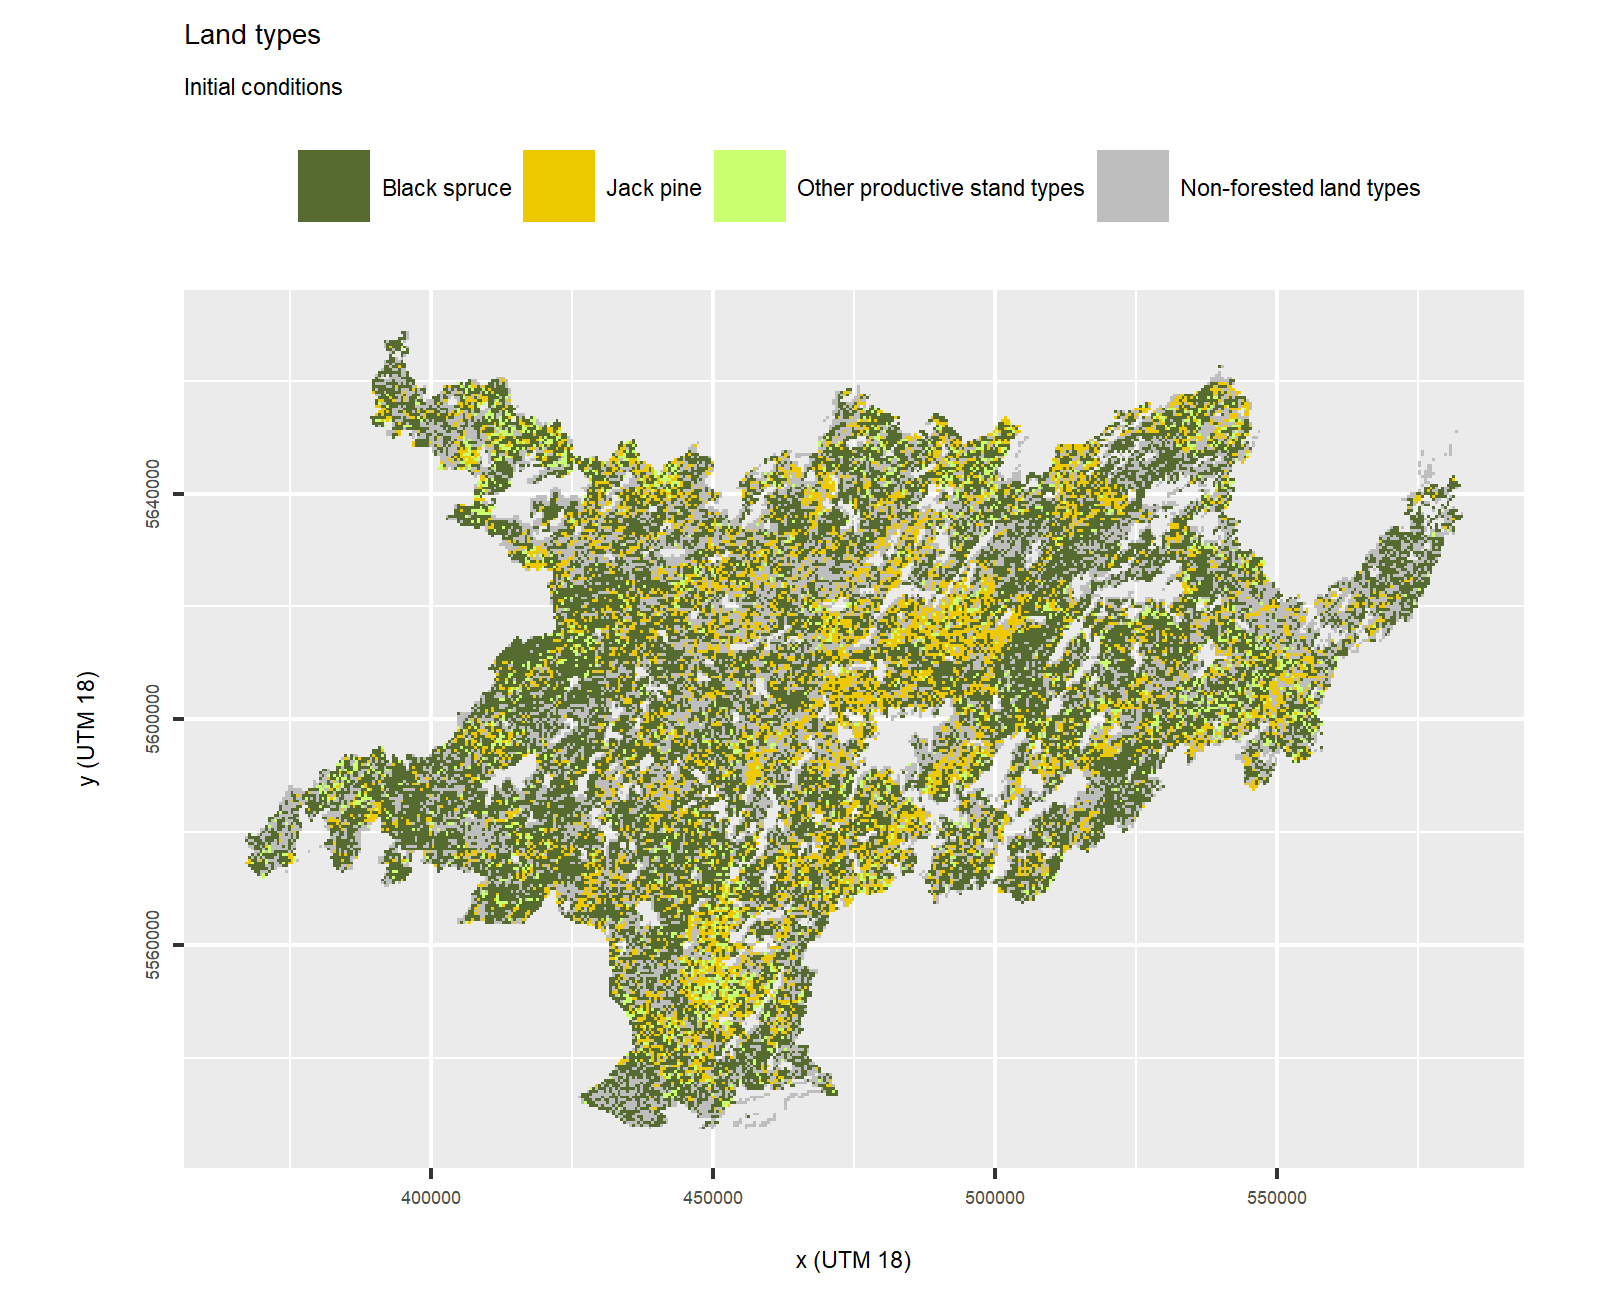 Land types
Initial conditions
Black spruce
Jack pine
Other productive stand types
Non-forested land types
y (UTM 18)
5640000
5600000
5560000
400000
450000
500000
550000
x (UTM 18)